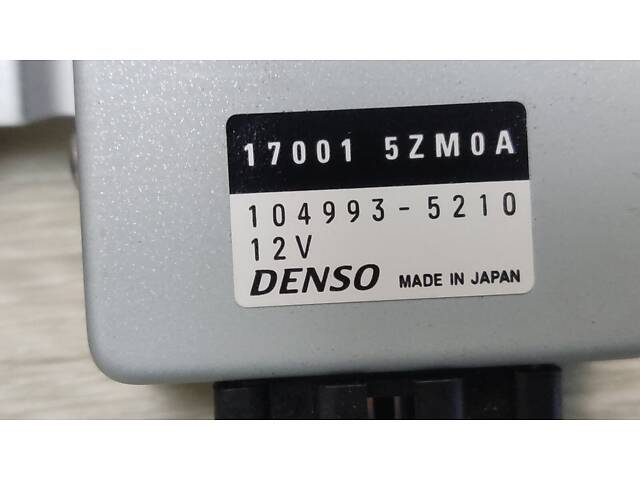 17001 5ZM0A
104993-5210
12V
DENSO MADE IN JAPAN